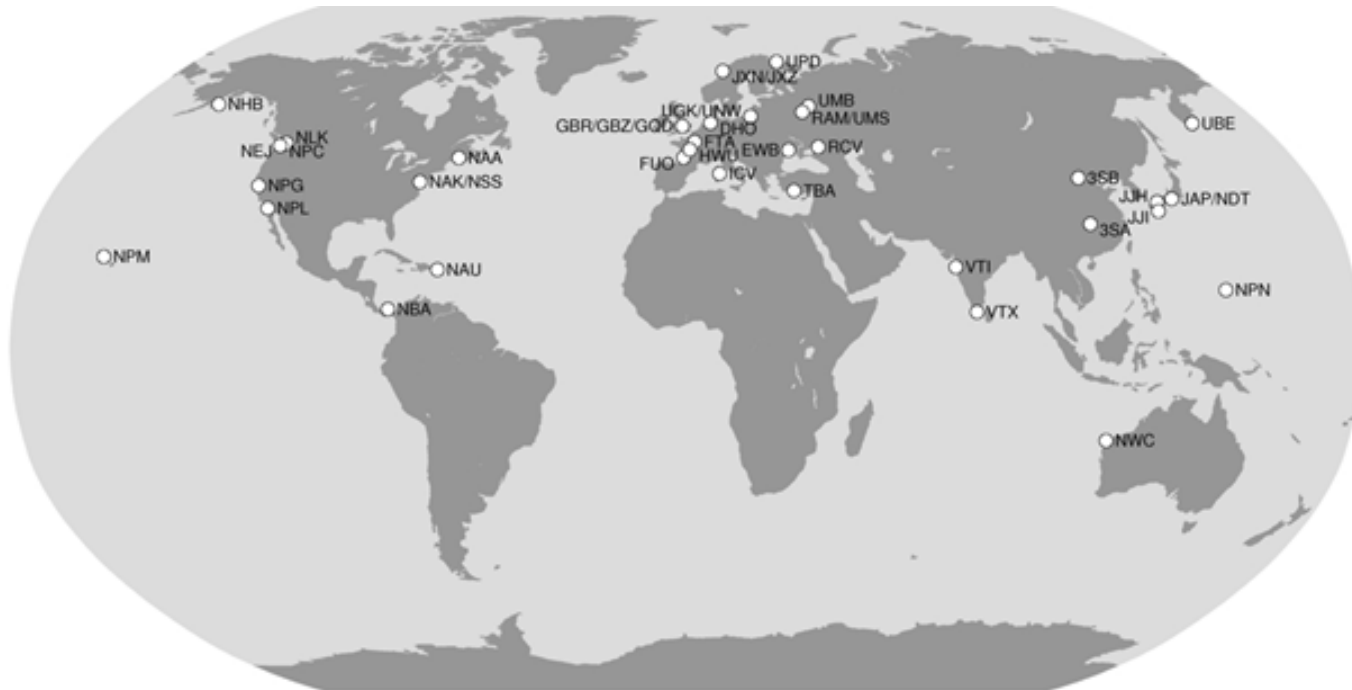 UPD
JXN/JXZ
NHB
UMB
UGK/UNW
RAM/UMS
UBE
GBR/GBZ/GQD
DHO
NLK
NEJ
NPC
FTA
EWB
RCV
NAA
FUO
HWU
ICV
3SB
NAK/NSS
NPG
TBA
JJH
JAP/NDT
NPL
JJI
3SA
NPM
NAU
VTI
NPN
NBA
VTX
NWC